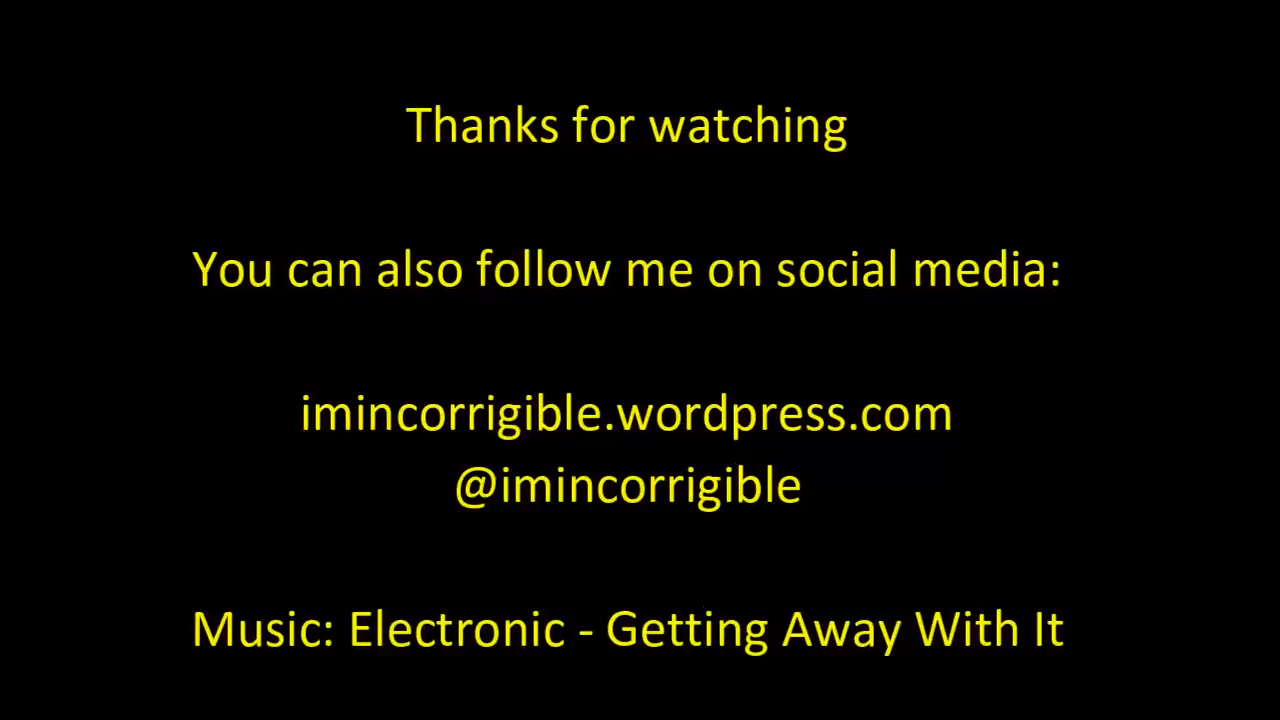 Thanks for watching
You can also follow me on social media:
imincorrigible.wordpress.com
@imincorrigible
Music: Electronic - Getting Away With It